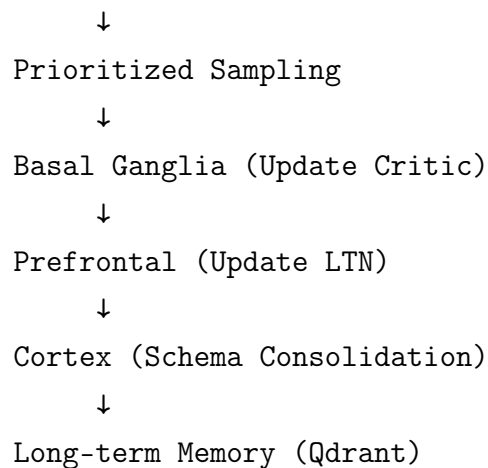 ↓
Prioritized Sampling
↓
Basal Ganglia (Update Critic)
↓
Prefrontal (Update LTN)
↓
Cortex (Schema Consolidation)
↓
Long-term Memory (Qdrant)